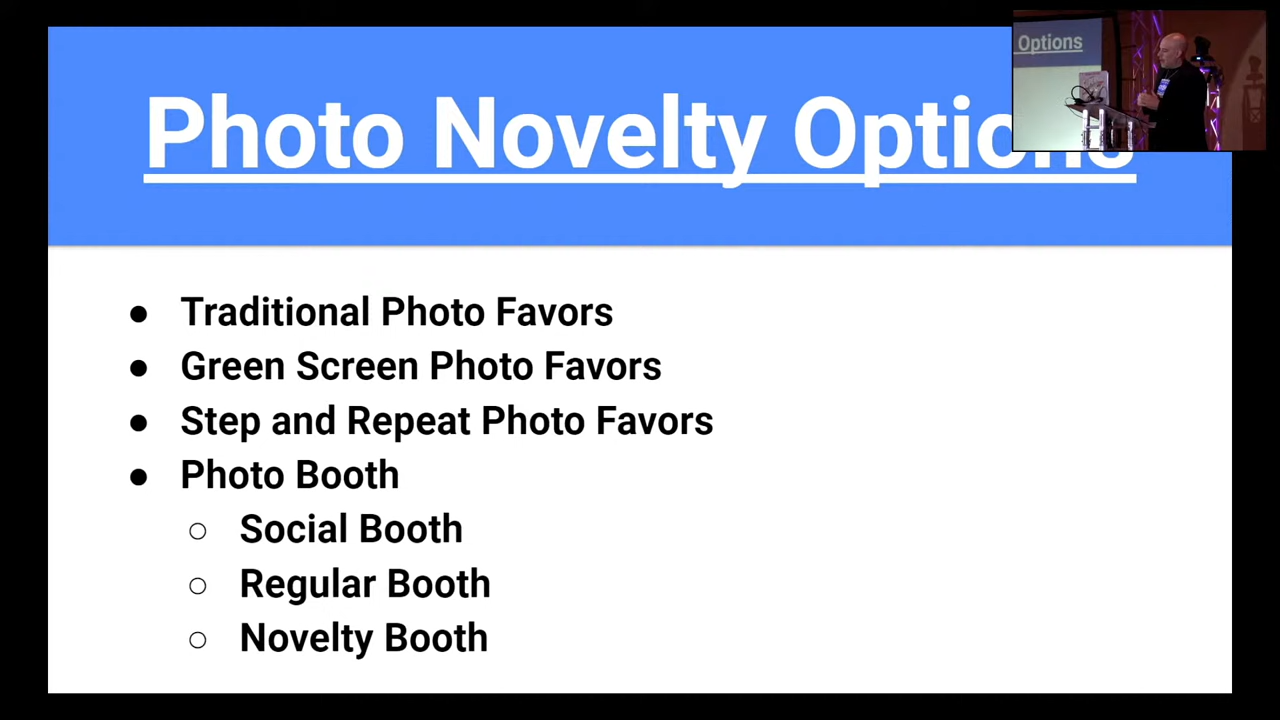 Photo Novelty Options
Options
● Traditional Photo Favors
● Green Screen Photo Favors
● Step and Repeat Photo Favors
● Photo Booth
○ Social Booth
○ Regular Booth
○ Novelty Booth